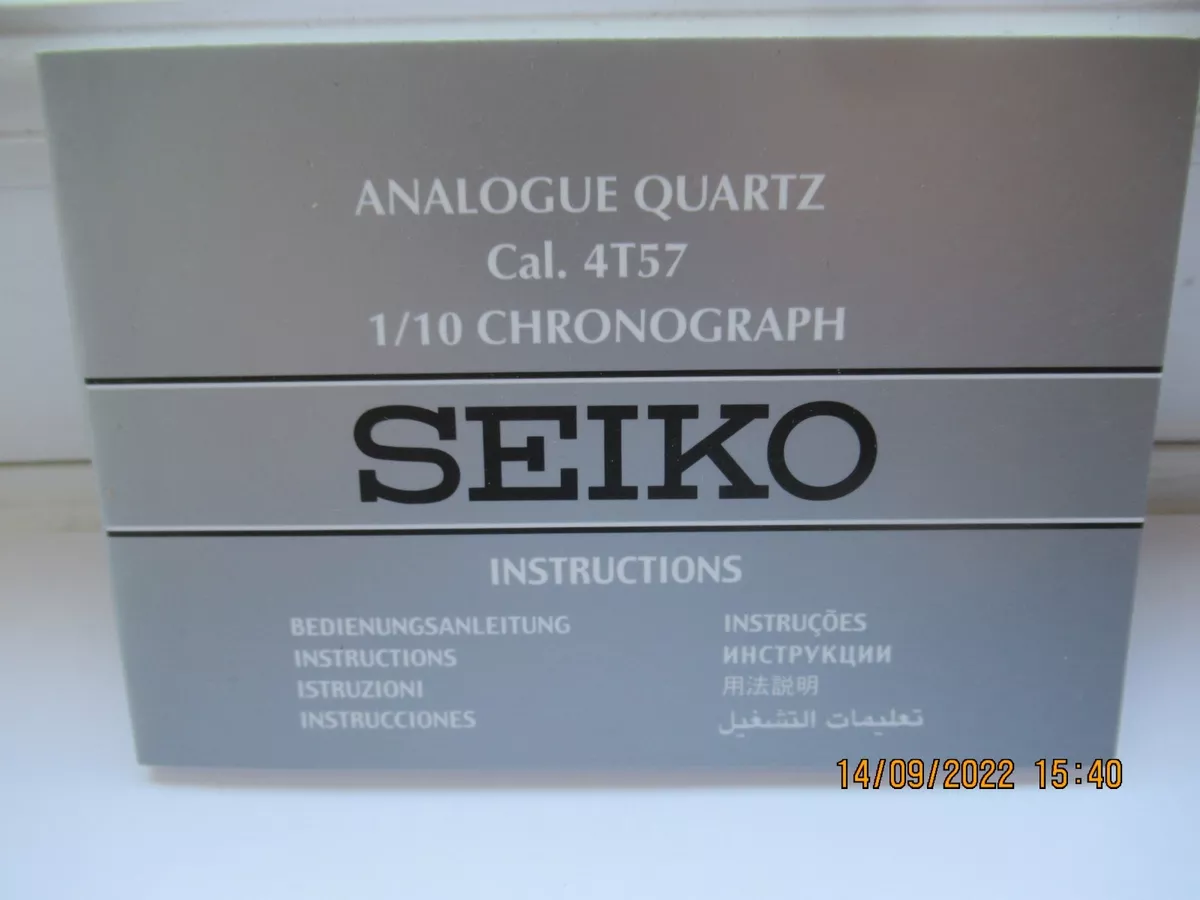 ANALOGUE QUARTZ
Cal. 4T57
1/10 CHRONOGRAPH
SEIKO
INSTRUCTIONS
BEDIENUNGSANLEITUNG
INSTRUCTIONS
ISTRUZIONI
INSTRUCCIONES
INSTRUÇÕES
ИНСТРУКЦИИ
用法説明
تعليمات التشغيل
14/09/2022 15:40